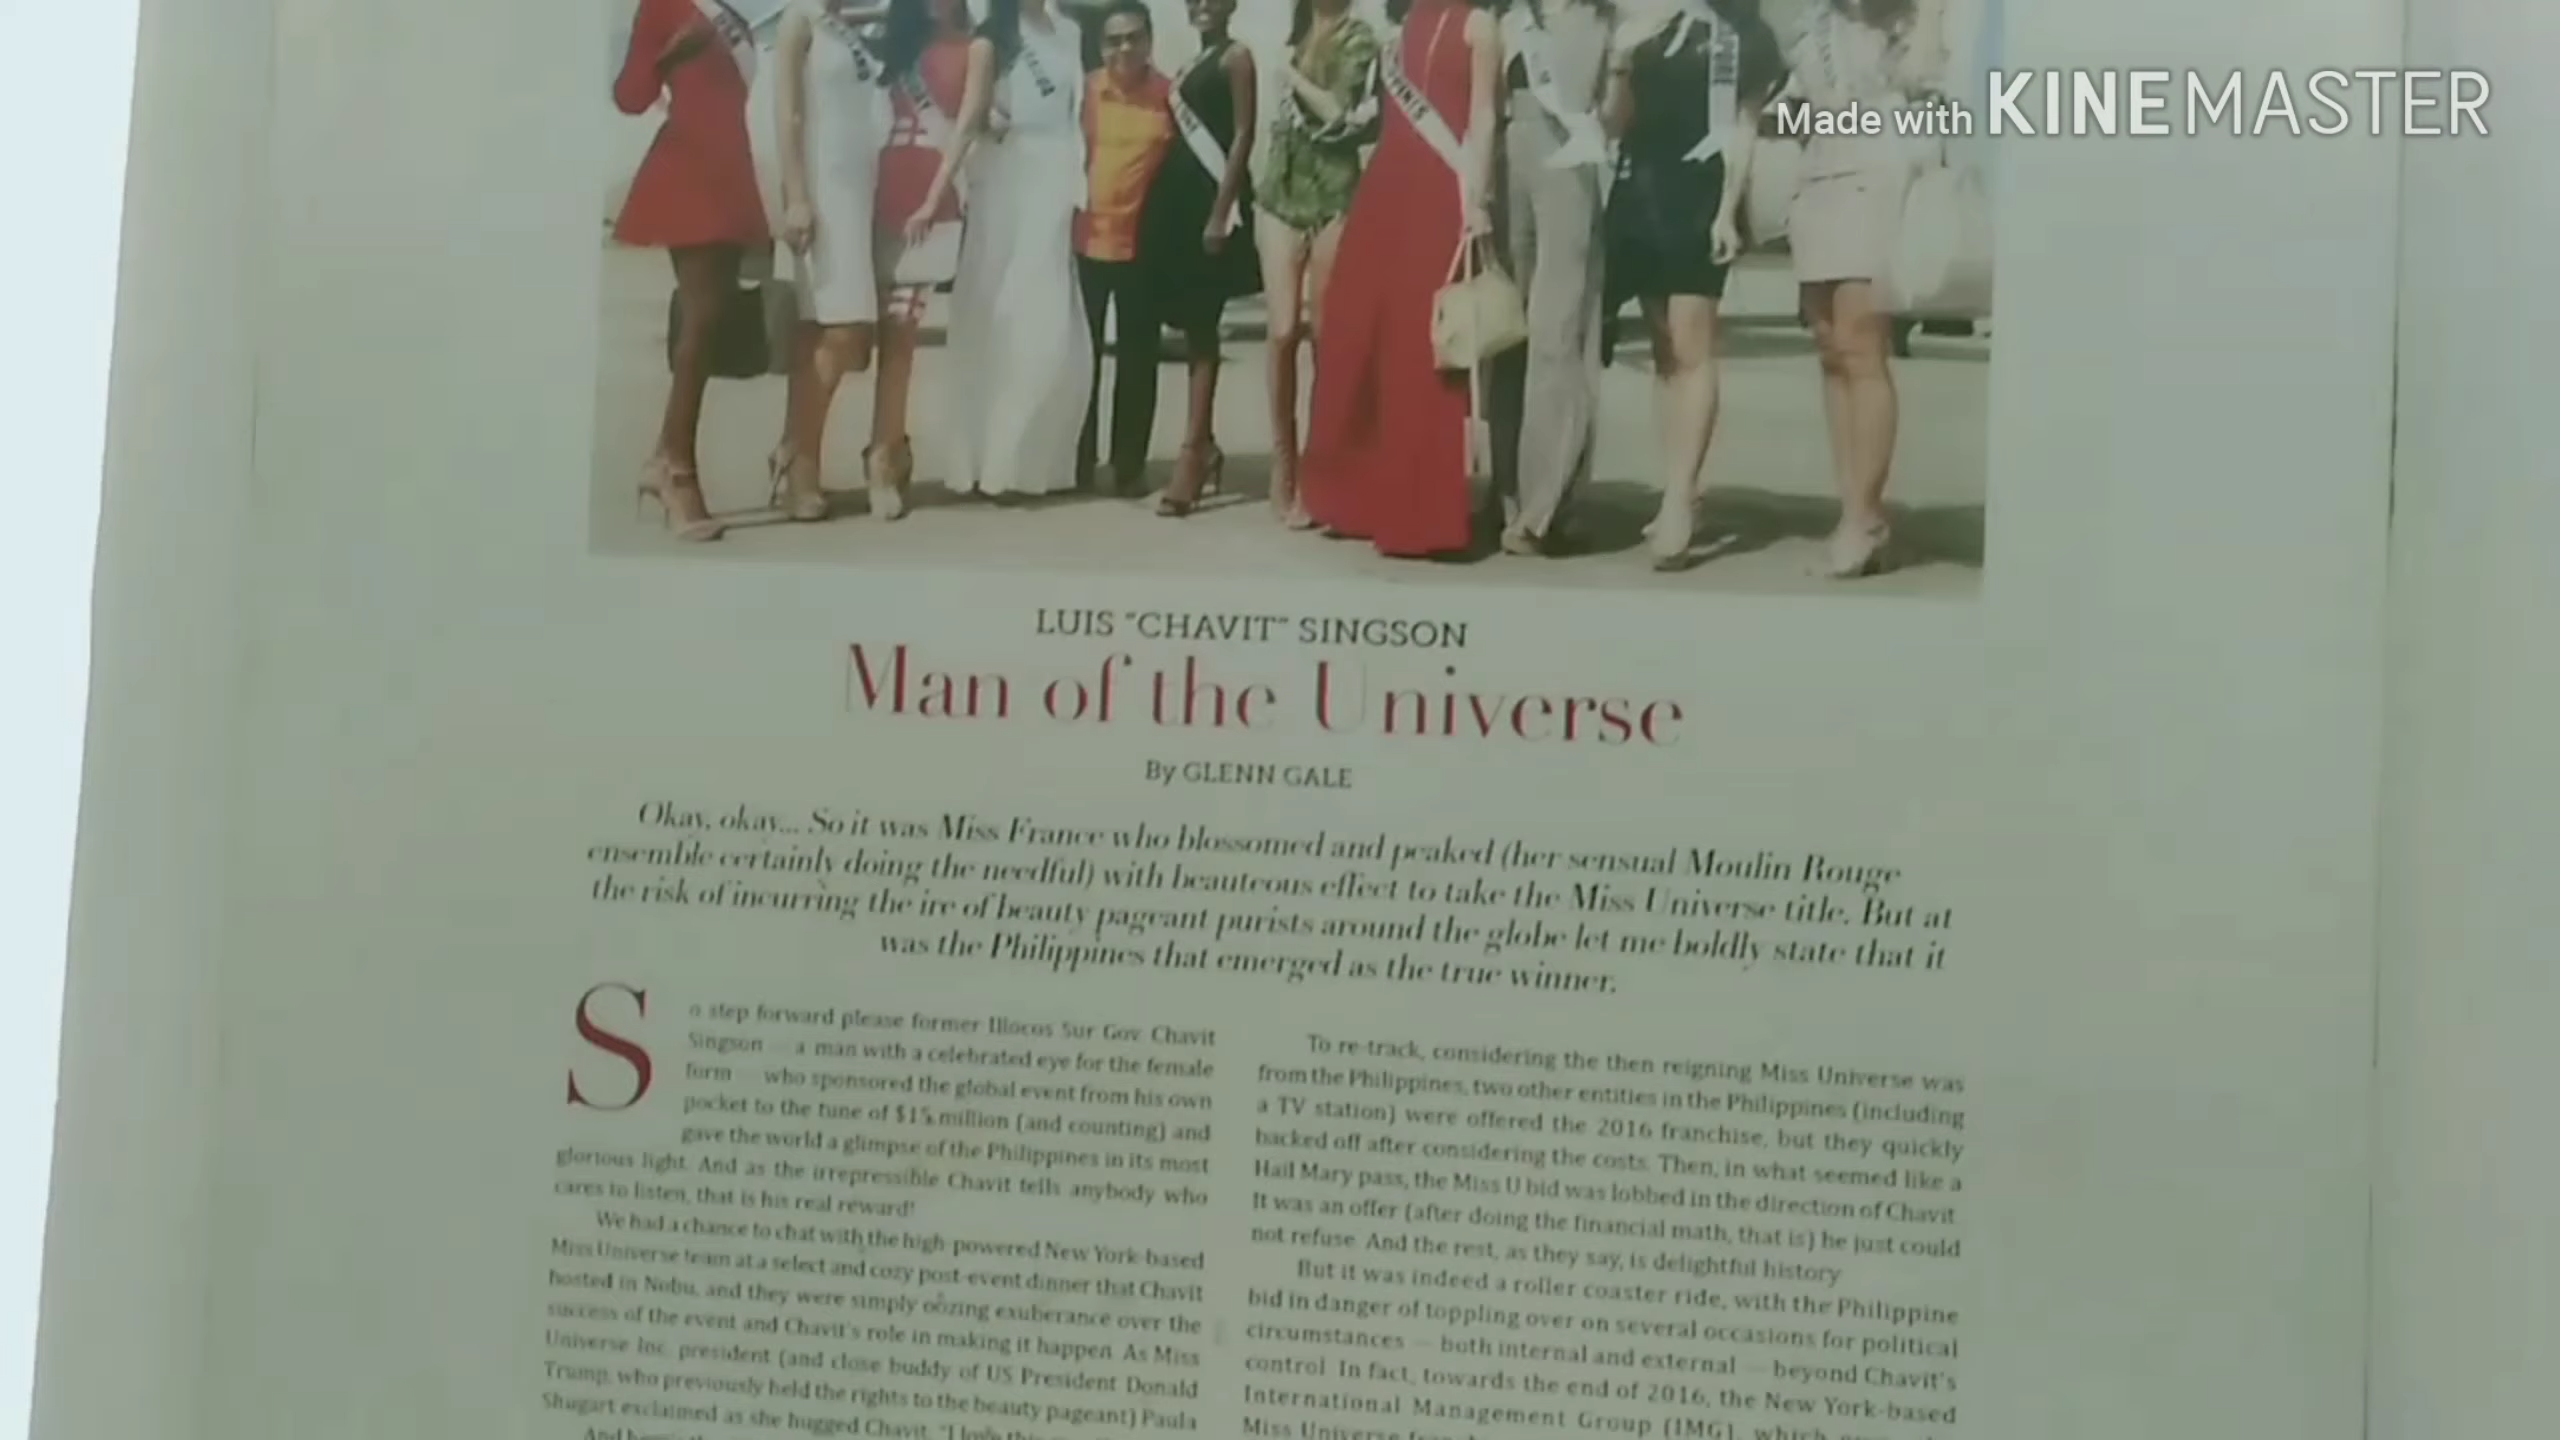 Made with KINEMASTER
LUIS "CHAVIT" SINGSON
Man of the Universe
By GLENN GALE
Okay, okay... So it was Miss France who blossomed and peaked (her sensual Moulin Rouge
ensemble certainly doing the needful) with beauteous effect to take the Miss Universe title. But at
the risk of incurring the ire of beauty pageant purists around the globe let me boldly state that it
was the Philippines that emerged as the true winner.
So step forward please former Illocos Sur Gov. Chavit
Singson — a man with a celebrated eye for the female
form — who sponsored the global event from his own
pocket to the tune of $15 million (and counting) and
gave the world a glimpse of the Philippines in its most
glorious light. And as the irrepressible Chavit tells anybody who
cares to listen, that is his real reward!
We had a chance to chat with the high-powered New York-based
Miss Universe team at a select and cozy post-event dinner that Chavit
hosted in Nobu, and they were simply oozing exuberance over the
success of the event and Chavit's role in making it happen. As Miss
Universe Inc. president (and close buddy of US President Donald
Trump, who previously held the rights to the beauty pageant) Paula
Shugart exclaimed as she hugged Chavit, "I
To re-track, considering the then reigning Miss Universe was
from the Philippines, two other entities in the Philippines (including
a TV station) were offered the 2016 franchise, but they quickly
backed off after considering the costs. Then, in what seemed like a
Hail Mary pass, the Miss U bid was lobbed in the direction of Chavit.
It was an offer (after doing the financial math, that is) he just could
not refuse. And the rest, as they say, is delightful history.
But it was indeed a roller coaster ride, with the Philippine
bid in danger of toppling over on several occasions for political
circumstances — both internal and external — beyond Chavit's
control. In fact, towards the end of 2016, the New York-based
International Management Group (IMG), which
Miss Universe